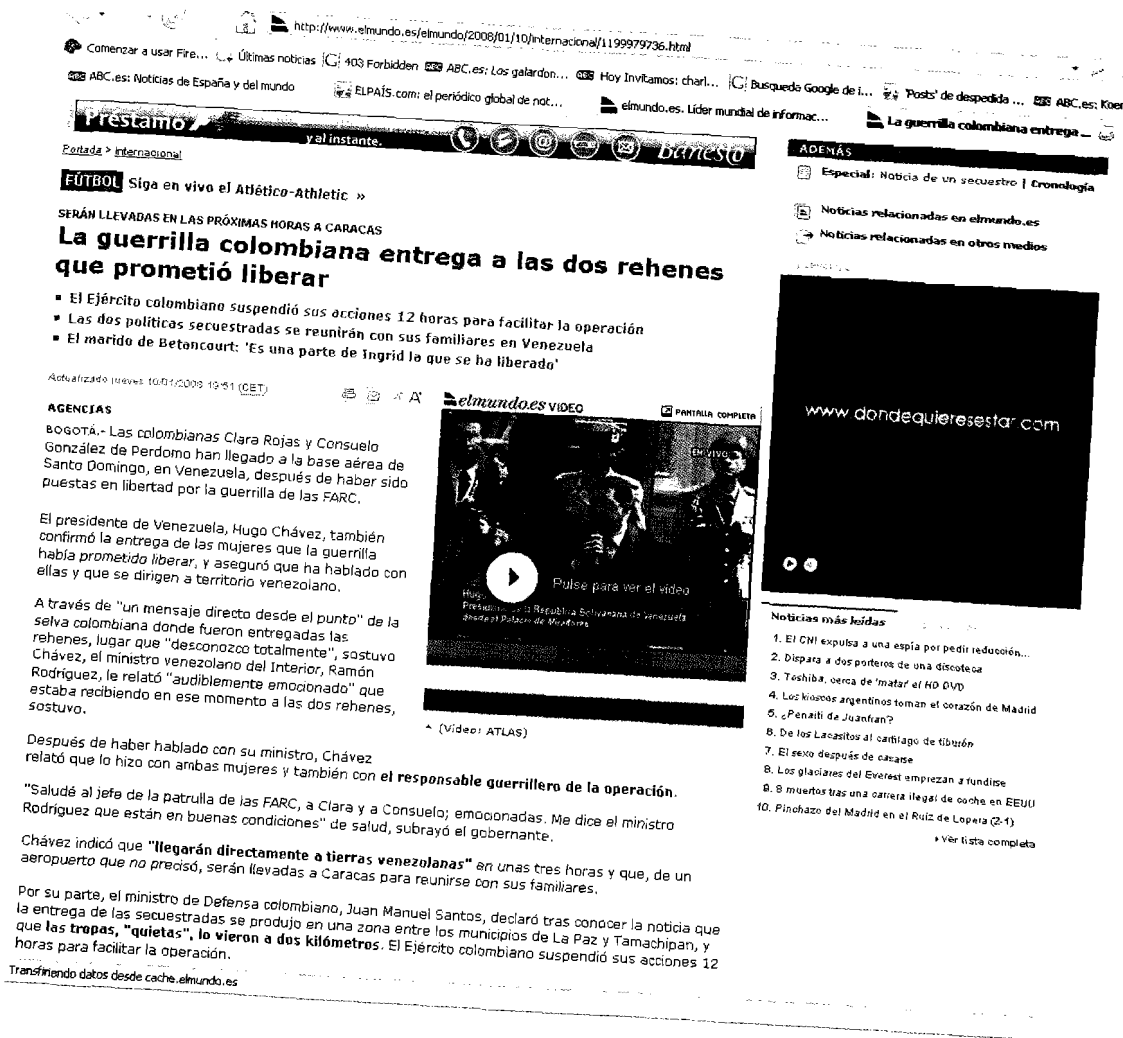 http://www.elmundo.es/elmundo/2008/01/10/internacional/1199979736.html
Comenzar a usar Fire... Últimas noticias 403 Forbidden ABC.es: Los galardon... Hoy Invitamos: charl... Busqueda Google de i... 'Posts' de despedida ... ABC.es: Koer
ABC.es: Noticias de España y del mundo ELPAÍS.com: el periódico global de not... elmundo.es. Líder mundial de informac... La guerrilla colombiana entrega ...
Préstamo 7 y al instante. Banesto
Portada > Internacional
FÚTBOL Siga en vivo el Atlético-Athletic »
SERÁN LLEVADAS EN LAS PRÓXIMAS HORAS A CARACAS
La guerrilla colombiana entrega a las dos rehenes
que prometió liberar
▪ El Ejército colombiano suspendió sus acciones 12 horas para facilitar la operación
▪ Las dos políticas secuestradas se reunirán con sus familiares en Venezuela
▪ El marido de Betancourt: 'Es una parte de Ingrid la que se ha liberado'
Actualizado jueves 10/01/2008 19:51 (CET)
AGENCIAS
BOGOTÁ.- Las colombianas Clara Rojas y Consuelo
González de Perdomo han llegado a la base aérea de
Santo Domingo, en Venezuela, después de haber sido
puestas en libertad por la guerrilla de las FARC.
El presidente de Venezuela, Hugo Chávez, también
confirmó la entrega de las mujeres que la guerrilla
había prometido liberar, y aseguró que ha hablado con
ellas y que se dirigen a territorio venezolano.
A través de "un mensaje directo desde el punto" de la
selva colombiana donde fueron entregadas las
rehenes, lugar que "desconozco totalmente", sostuvo
Chávez, el ministro venezolano del Interior, Ramón
Rodríguez, le relató "audiblemente emocionado" que
estaba recibiendo en ese momento a las dos rehenes,
sostuvo.
elmundo.es VIDEO PANTALLA COMPLETA
EN VIVO
Pulse para ver el vídeo
Hugo
Presidente de la República Bolivariana de Venezuela
desde el Palacio de Miraflores
(Vídeo: ATLAS)
Después de haber hablado con su ministro, Chávez
relató que lo hizo con ambas mujeres y también con el responsable guerrillero de la operación.
"Saludé al jefe de la patrulla de las FARC, a Clara y a Consuelo; emocionadas. Me dice el ministro
Rodríguez que están en buenas condiciones" de salud, subrayó el gobernante.
Chávez indicó que "llegarán directamente a tierras venezolanas" en unas tres horas y que, de un
aeropuerto que no precisó, serán llevadas a Caracas para reunirse con sus familiares.
Por su parte, el ministro de Defensa colombiano, Juan Manuel Santos, declaró tras conocer la noticia que
la entrega de las secuestradas se produjo en una zona entre los municipios de La Paz y Tamachipan, y
que las tropas, "quietas", lo vieron a dos kilómetros. El Ejército colombiano suspendió sus acciones 12
horas para facilitar la operación.
Transfiriendo datos desde cache.elmundo.es
ADEMÁS
Especial: Noticia de un secuestro | Cronología
Noticias relacionadas en elmundo.es
Noticias relacionadas en otros medios
www.dondequieresestar.com
Noticias más leídas
1. El CNI expulsa a una espía por pedir reducción...
2. Dispara a dos porteros de una discoteca
3. Toshiba, cerca de 'matar' el HD DVD
4. Los kioscos argentinos toman el corazón de Madrid
5. ¿Penalti de Juanfran?
6. De los Lacasitos al cartílago de tiburón
7. El sexo después de casarse
8. Los glaciares del Everest emprezan a fundirse
9. 8 muertos tras una carrera ilegal de coche en EEUU
10. Pinchazo del Madrid en el Ruiz de Lopera (2-1)
Ver lista completa